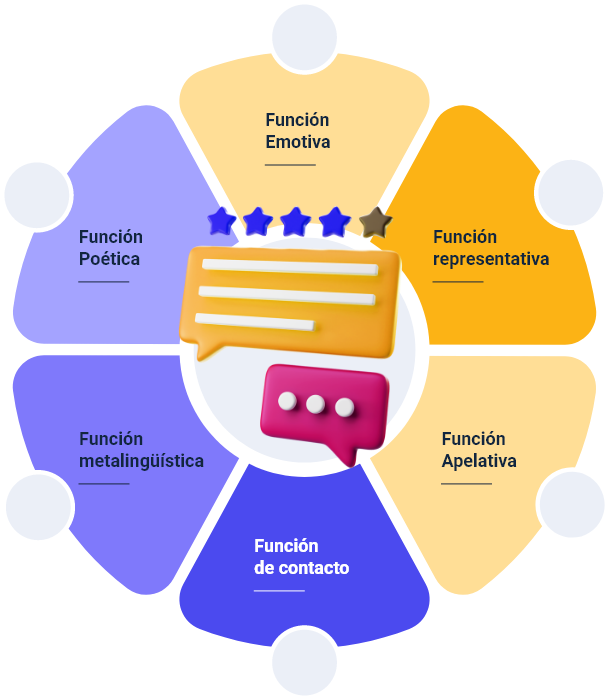 Función
Emotiva
Función
representativa
Función
Apelativa
Función
de contacto
Función
metalingüística
Función
Poética